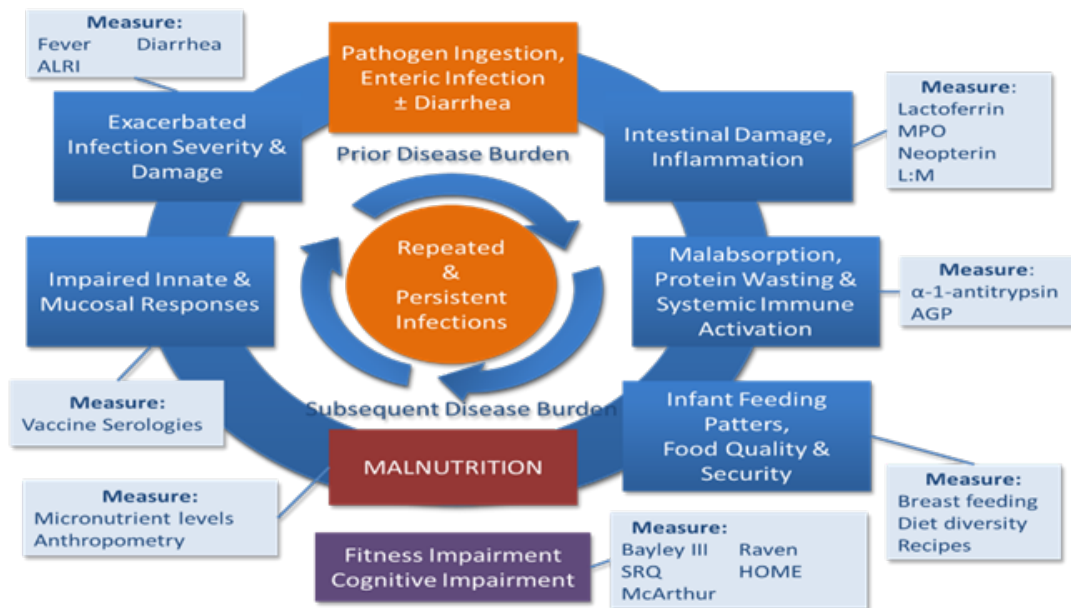 Measure:
Fever Diarrhea
ALRI
Pathogen Ingestion,
Enteric Infection
± Diarrhea
Exacerbated
Infection Severity &
Damage
Intestinal Damage,
Inflammation
Measure:
Lactoferrin
MPO
Neopterin
L:M
Prior Disease Burden
Repeated
&
Persistent
Infections
Impaired Innate &
Mucosal Responses
Malabsorption,
Protein Wasting &
Systemic Immune
Activation
Measure:
α-1-antitrypsin
AGP
Measure:
Vaccine Serologies
Subsequent Disease Burden
Infant Feeding
Patters,
Food Quality &
Security
MALNUTRITION
Measure:
Micronutrient levels
Anthropometry
Measure:
Breast feeding
Diet diversity
Recipes
Fitness Impairment
Cognitive Impairment
Measure:
Bayley III Raven
SRQ HOME
McArthur